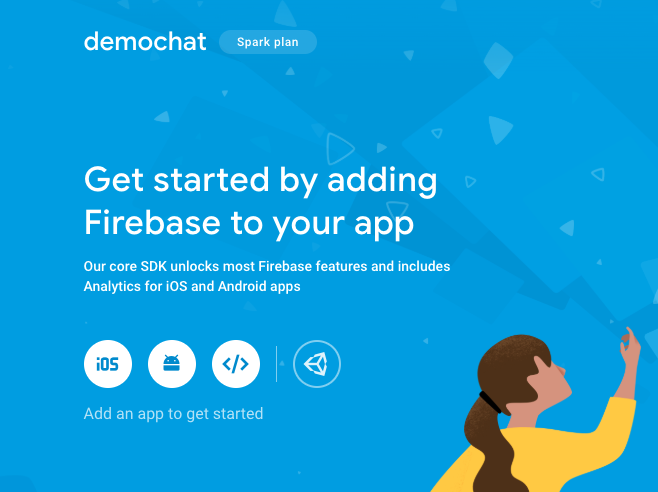 demochat Spark plan
Get started by adding
Firebase to your app
Our core SDK unlocks most Firebase features and includes
Analytics for iOS and Android apps
iOS </>
Add an app to get started